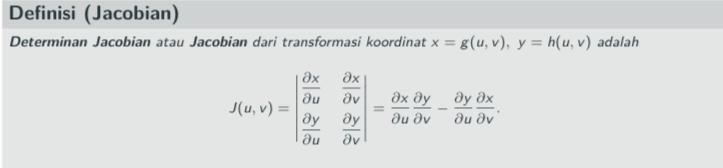 Definisi (Jacobian)
Determinan Jacobian atau Jacobian dari transformasi koordinat x = g(u, v), y = h(u, v) adalah
J(u, v) = | ∂x/∂u ∂x/∂v ; ∂y/∂u ∂y/∂v | = ∂x/∂u ∂y/∂v − ∂y/∂u ∂x/∂v.